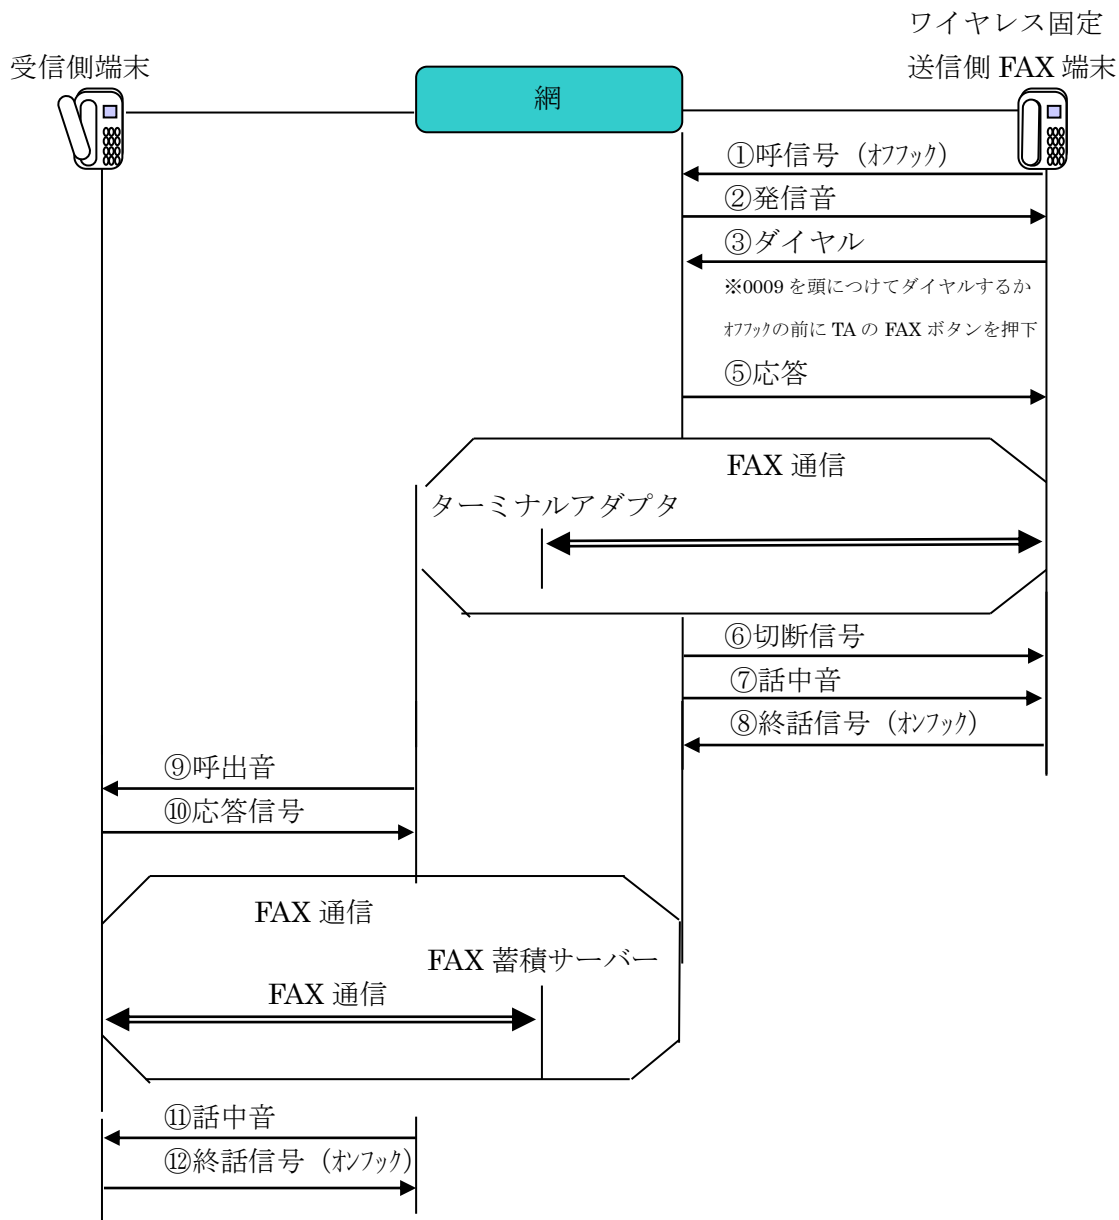 ワイヤレス固定
受信側端末
送信側 FAX 端末
網
①呼信号（ｵﾌﾌｯｸ）
②発信音
③ダイヤル
※0009 を頭につけてダイヤルするか
ｵﾌﾌｯｸの前に TA の FAX ボタンを押下
⑤応答
FAX 通信
ターミナルアダプタ
⑥切断信号
⑦話中音
⑧終話信号（ｵﾝﾌｯｸ）
⑨呼出音
⑩応答信号
FAX 通信
FAX 蓄積サーバー
FAX 通信
⑪話中音
⑫終話信号（ｵﾝﾌｯｸ）